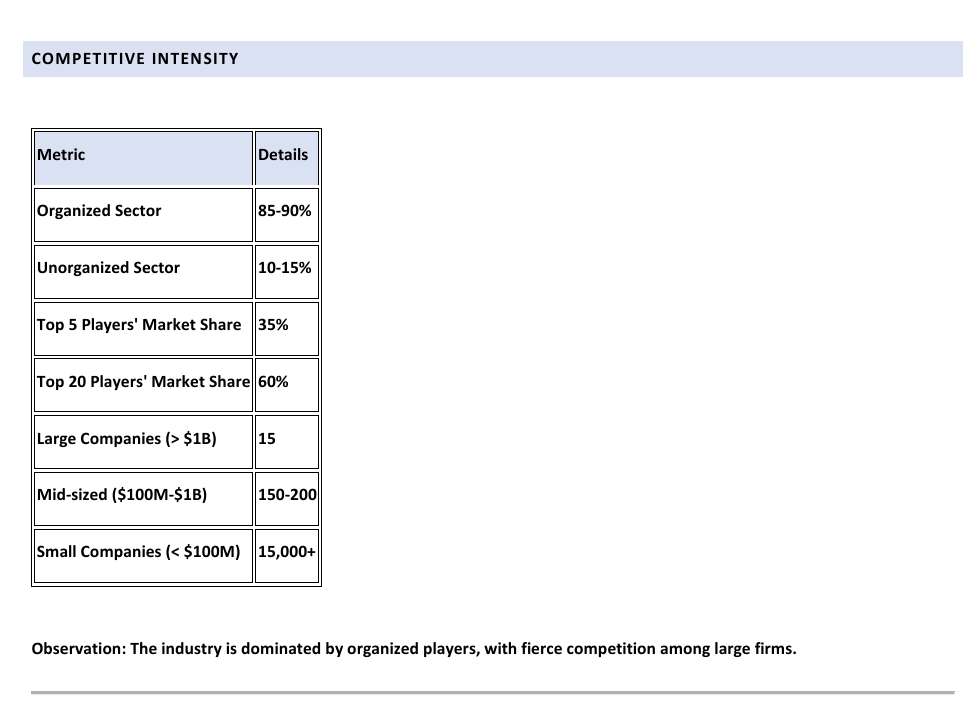 COMPETITIVE INTENSITY
Metric Details
Organized Sector 85-90%
Unorganized Sector 10-15%
Top 5 Players' Market Share 35%
Top 20 Players' Market Share 60%
Large Companies (> $1B) 15
Mid-sized ($100M-$1B) 150-200
Small Companies (< $100M) 15,000+
Observation: The industry is dominated by organized players, with fierce competition among large firms.